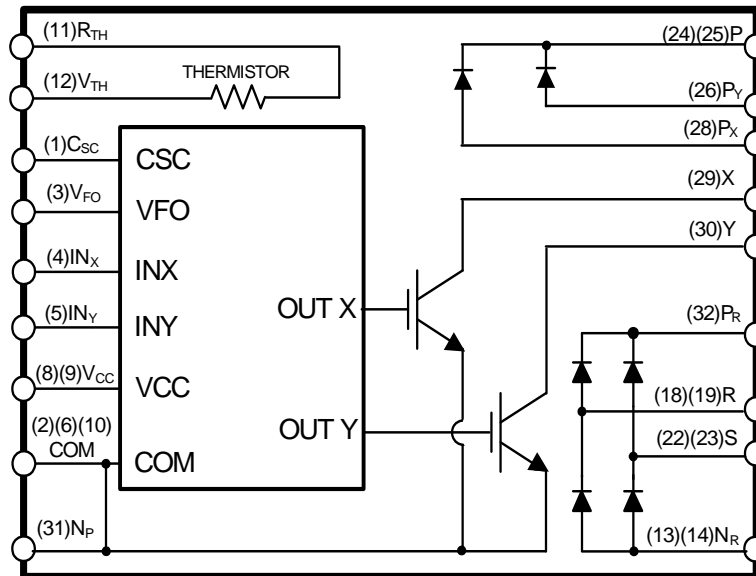 (11)RTH
(12)VTH
THERMISTOR
(1)CSC
(3)VFO
(4)INX
(5)INY
(8)(9)VCC
(2)(6)(10)
COM
(31)NP
CSC
VFO
INX
INY
VCC
COM
OUT X
OUT Y
(24)(25)P
(26)PY
(28)PX
(29)X
(30)Y
(32)PR
(18)(19)R
(22)(23)S
(13)(14)NR